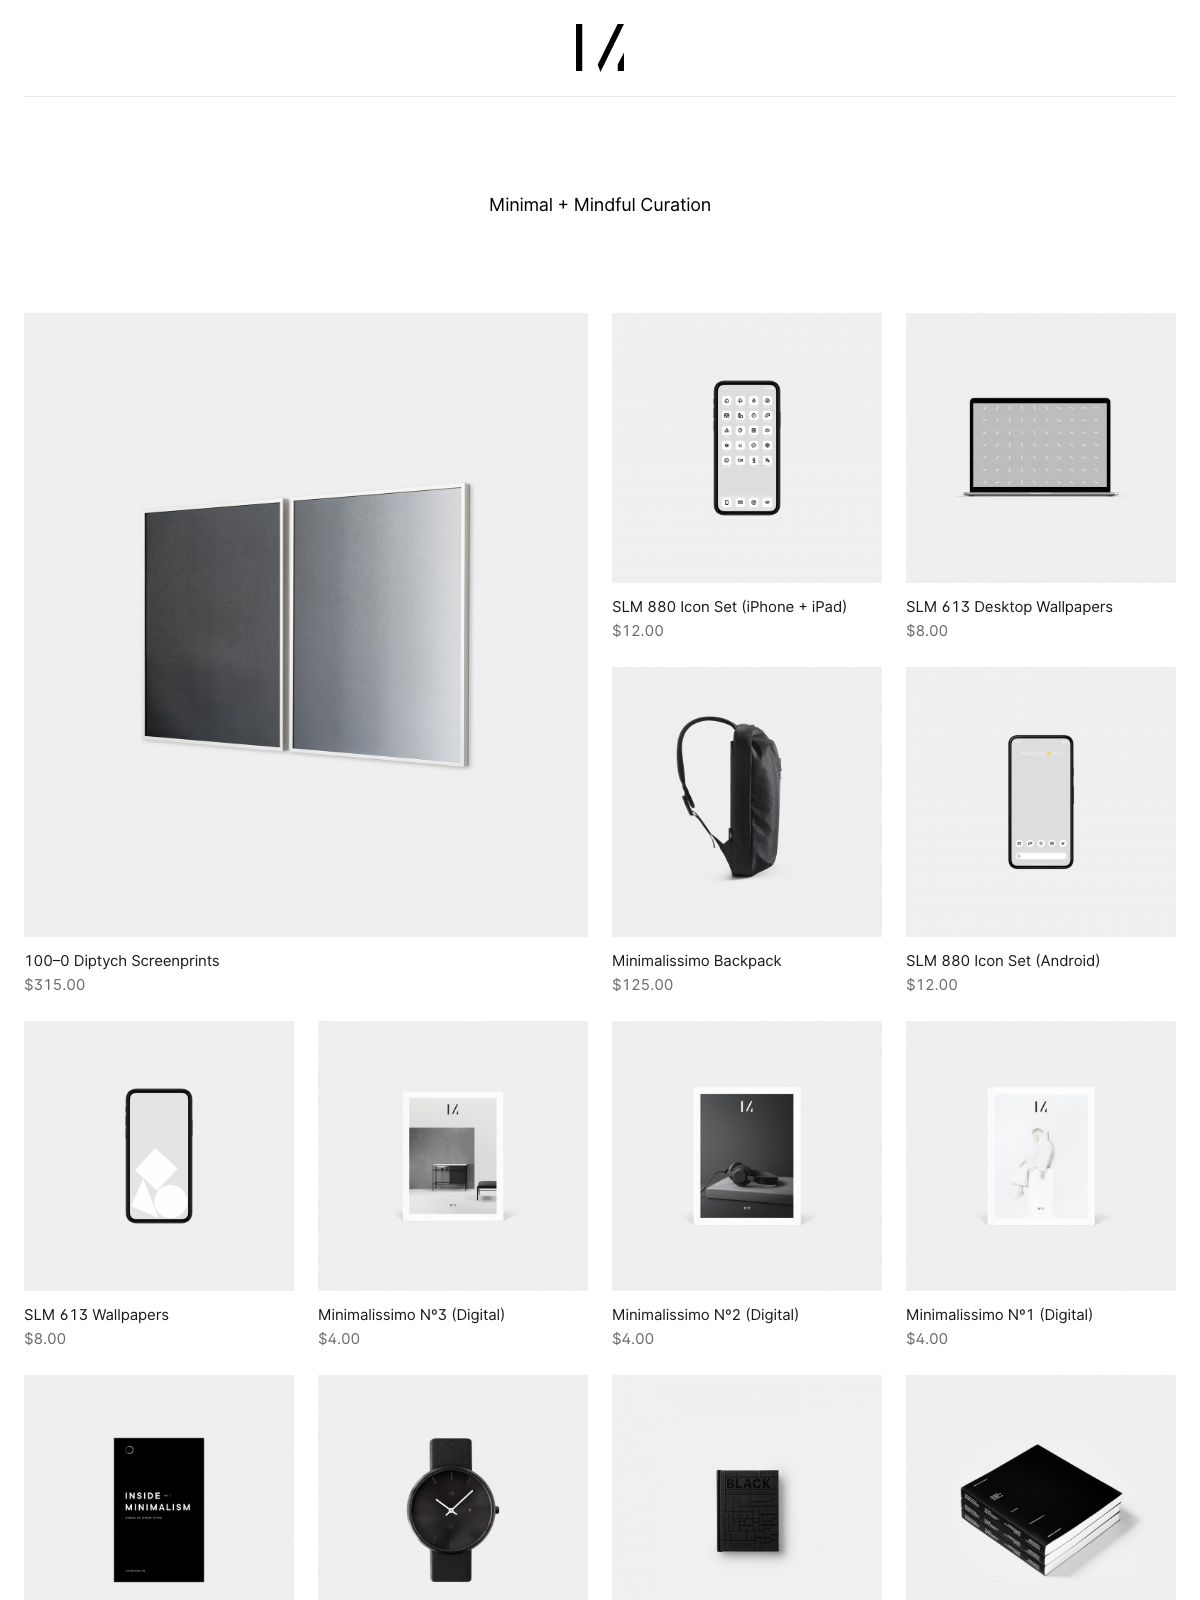 Minimal + Mindful Curation
SLM 880 Icon Set (iPhone + iPad)
$12.00
SLM 613 Desktop Wallpapers
$8.00
100–0 Diptych Screenprints
$315.00
Minimalissimo Backpack
$125.00
SLM 880 Icon Set (Android)
$12.00
SLM 613 Wallpapers
$8.00
Minimalissimo Nº3 (Digital)
$4.00
Minimalissimo Nº2 (Digital)
$4.00
Minimalissimo Nº1 (Digital)
$4.00
INSIDE
MINIMALISM
BLACK